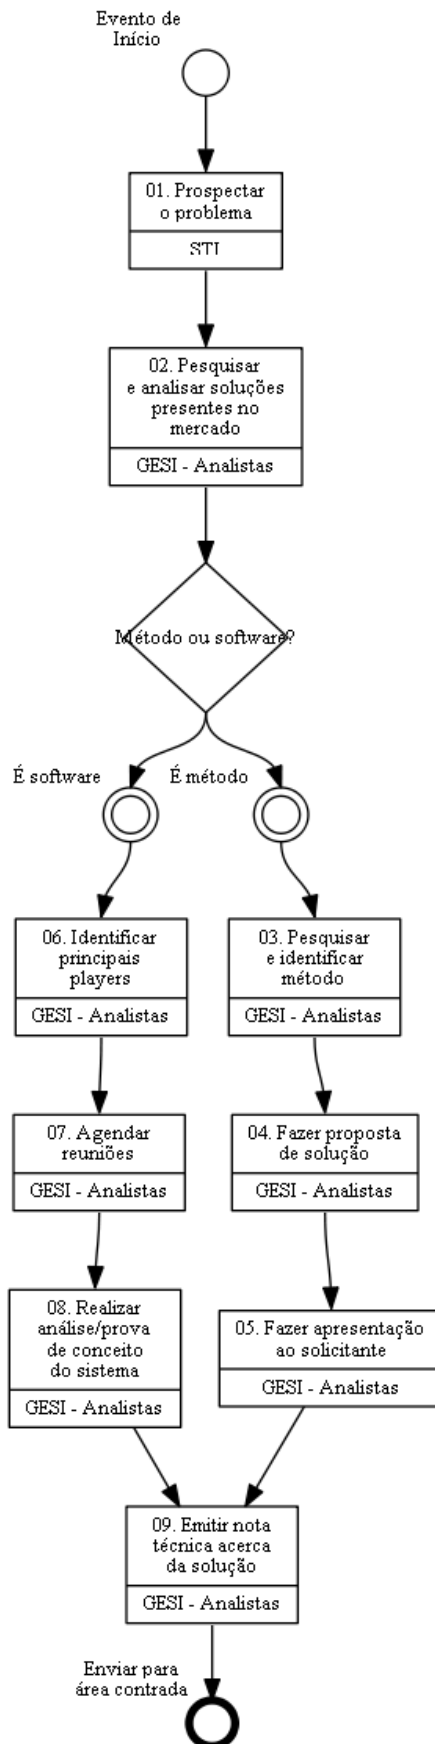 Evento de
Início
01. Prospectar
o problema
STI
02. Pesquisar
e analisar soluções
presentes no
mercado
GESI - Analistas
Método ou software?
É software
É método
06. Identificar
principais
players
GESI - Analistas
03. Pesquisar
e identificar
método
GESI - Analistas
07. Agendar
reuniões
GESI - Analistas
04. Fazer proposta
de solução
GESI - Analistas
08. Realizar
análise/prova
de conceito
do sistema
GESI - Analistas
05. Fazer apresentação
ao solicitante
GESI - Analistas
09. Emitir nota
técnica acerca
da solução
GESI - Analistas
Enviar para
área contrada